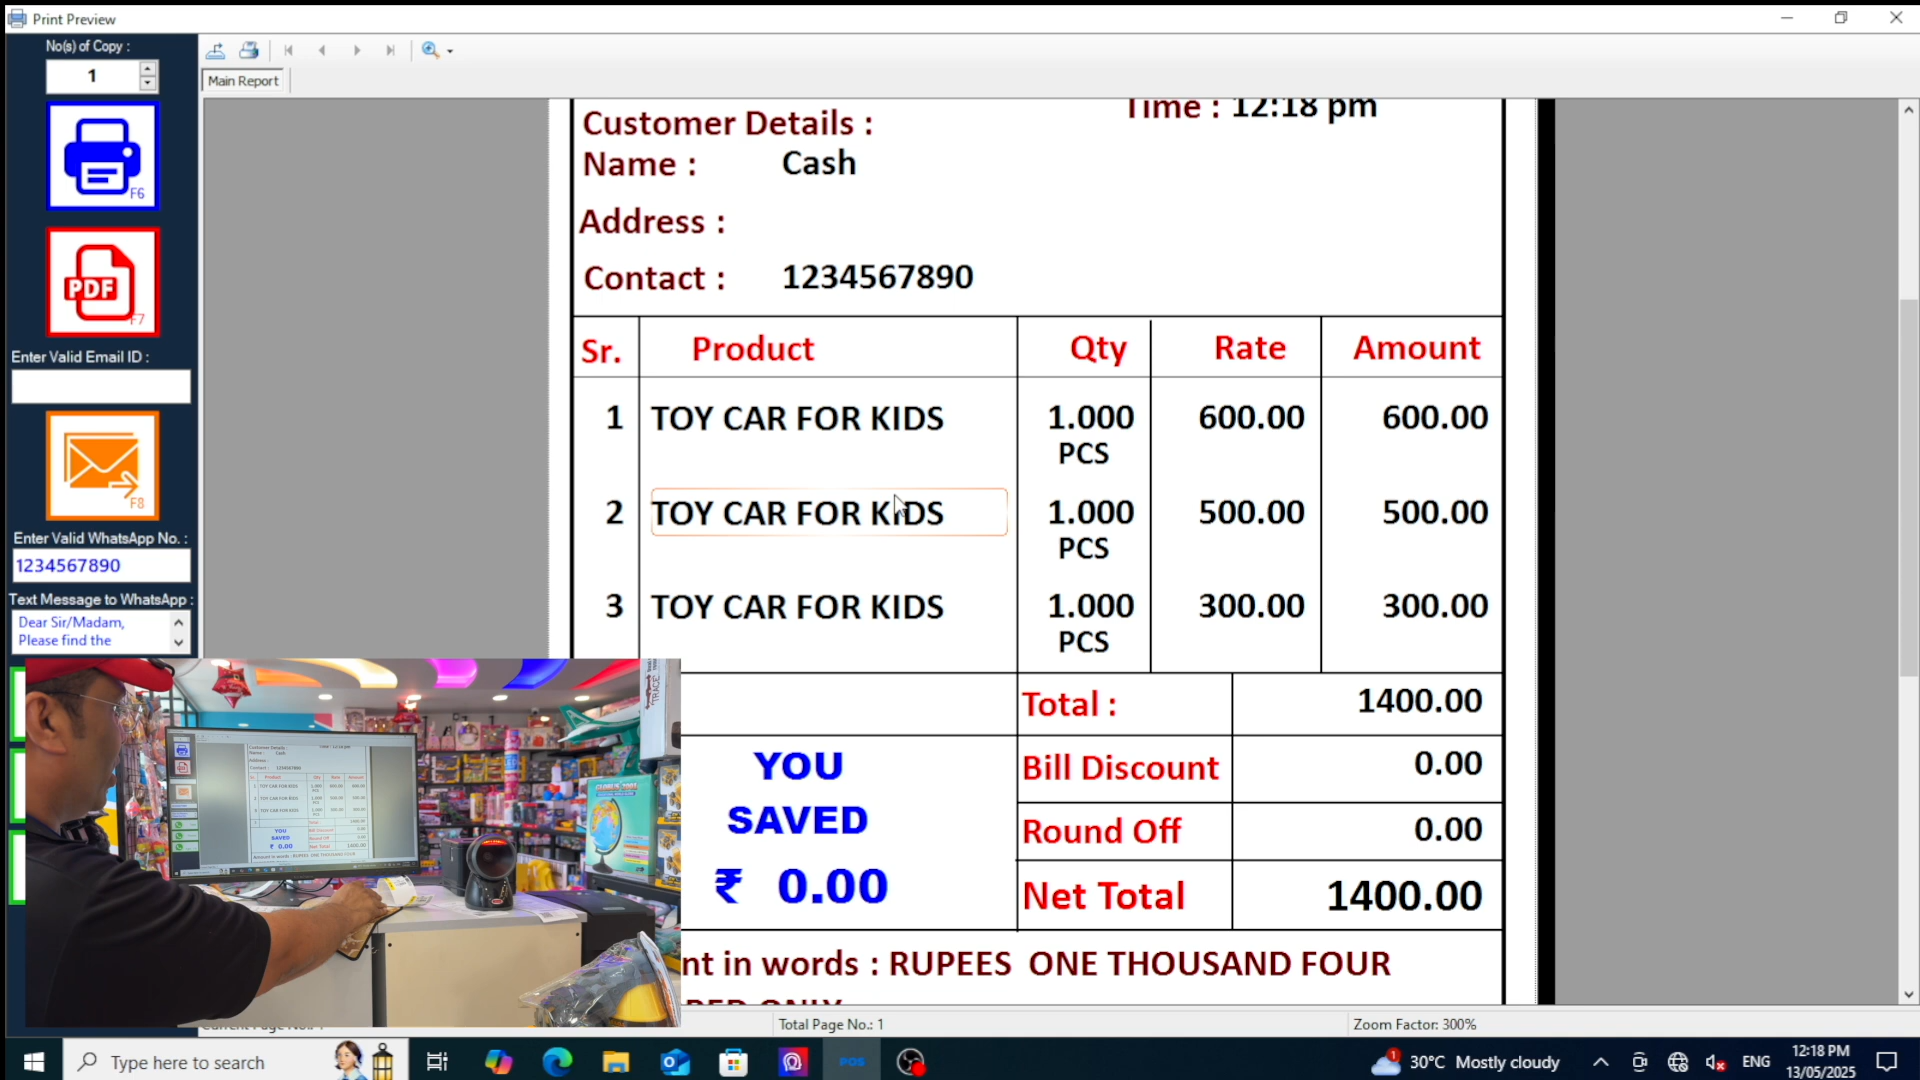 Print Preview
No(s) of Copy :
1
F6
PDF
F7
Enter Valid Email ID :
F8
Enter Valid WhatsApp No. :
1234567890
Text Message to WhatsApp :
Dear Sir/Madam,
Please find the
Main Report
Time : 12:18 pm
Customer Details :
Name : Cash
Address :
Contact : 1234567890
Sr. Product Qty Rate Amount
1 TOY CAR FOR KIDS 1.000 PCS 600.00 600.00
2 TOY CAR FOR KIDS 1.000 PCS 500.00 500.00
3 TOY CAR FOR KIDS 1.000 PCS 300.00 300.00
Total : 1400.00
YOU
SAVED
₹ 0.00
Bill Discount 0.00
Round Off 0.00
Net Total 1400.00
nt in words : RUPEES ONE THOUSAND FOUR
Total Page No.: 1
Zoom Factor: 300%
Type here to search
POS
1
30°C Mostly cloudy
ENG
12:18 PM
13/05/2025